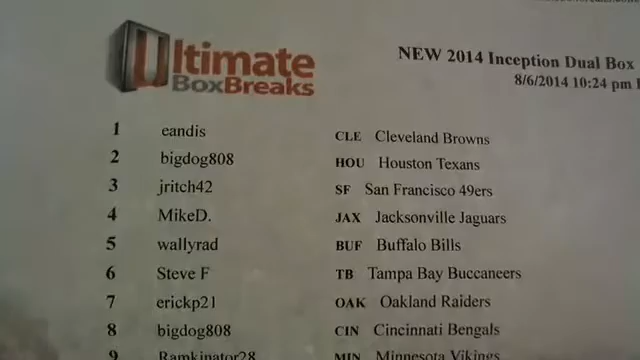 Ultimate
BoxBreaks
NEW 2014 Inception Dual Box
8/6/2014 10:24 pm
1 eandis CLE Cleveland Browns
2 bigdog808 HOU Houston Texans
3 jritch42 SF San Francisco 49ers
4 MikeD. JAX Jacksonville Jaguars
5 wallyrad BUF Buffalo Bills
6 Steve F TB Tampa Bay Buccaneers
7 erickp21 OAK Oakland Raiders
8 bigdog808 CIN Cincinnati Bengals
9 Ramkinator28 MIN Minnesota Vikings